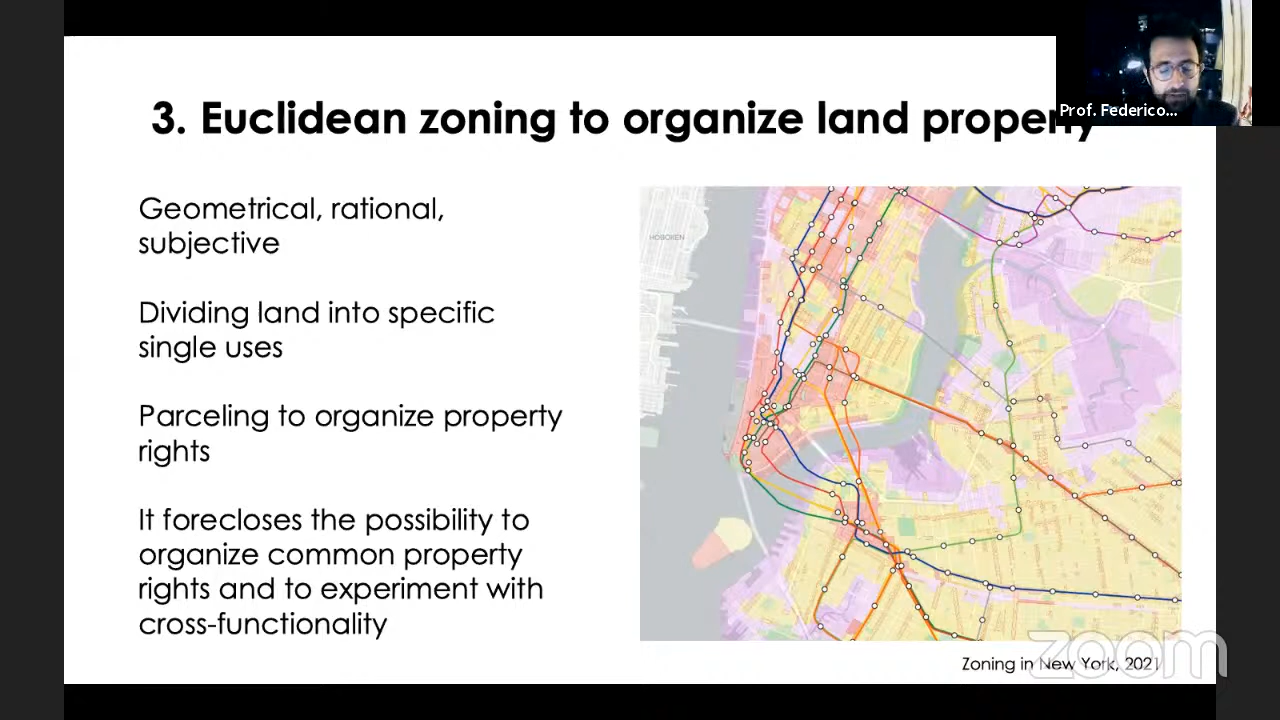 3. Euclidean zoning to organize land property
Prof. Federico...
Geometrical, rational,
subjective
Dividing land into specific
single uses
Parceling to organize property
rights
It forecloses the possibility to
organize common property
rights and to experiment with
cross-functionality
HOBOKEN
Zoning in New York, 2021
zoom